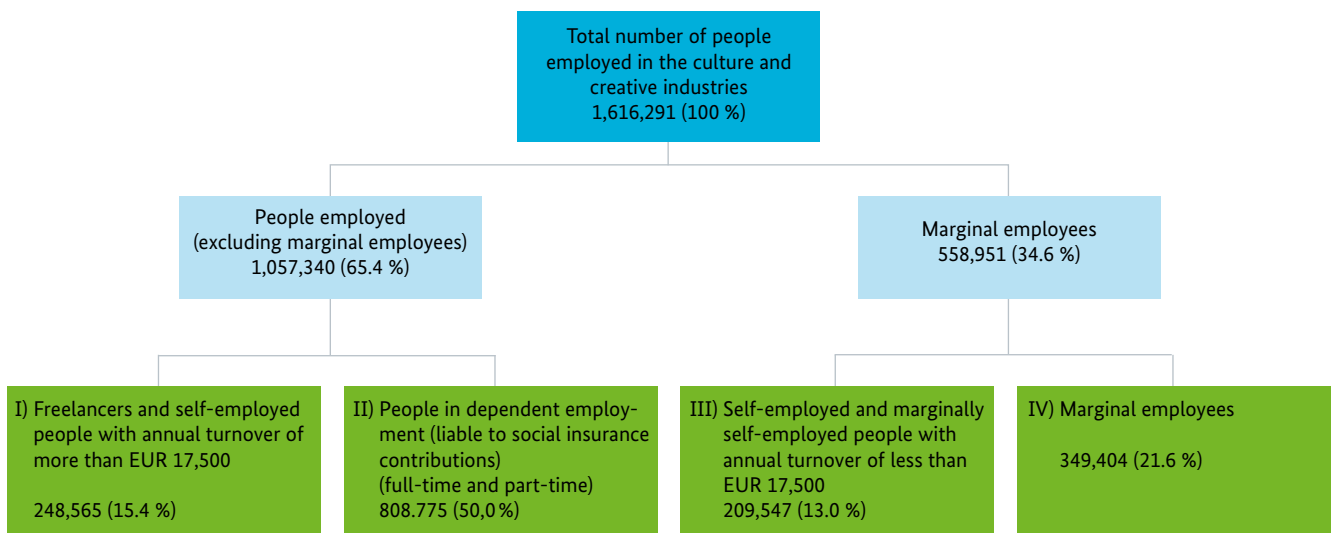 Total number of people
employed in the culture and
creative industries
1,616,291 (100 %)
People employed
(excluding marginal employees)
1,057,340 (65.4 %)
Marginal employees
558,951 (34.6 %)
I) Freelancers and self-employed
people with annual turnover of
more than EUR 17,500
248,565 (15.4 %)
II) People in dependent employ-
ment (liable to social insurance
contributions)
(full-time and part-time)
808.775 (50,0 %)
III) Self-employed and marginally
self-employed people with
annual turnover of less than
EUR 17,500
209,547 (13.0 %)
IV) Marginal employees
349,404 (21.6 %)